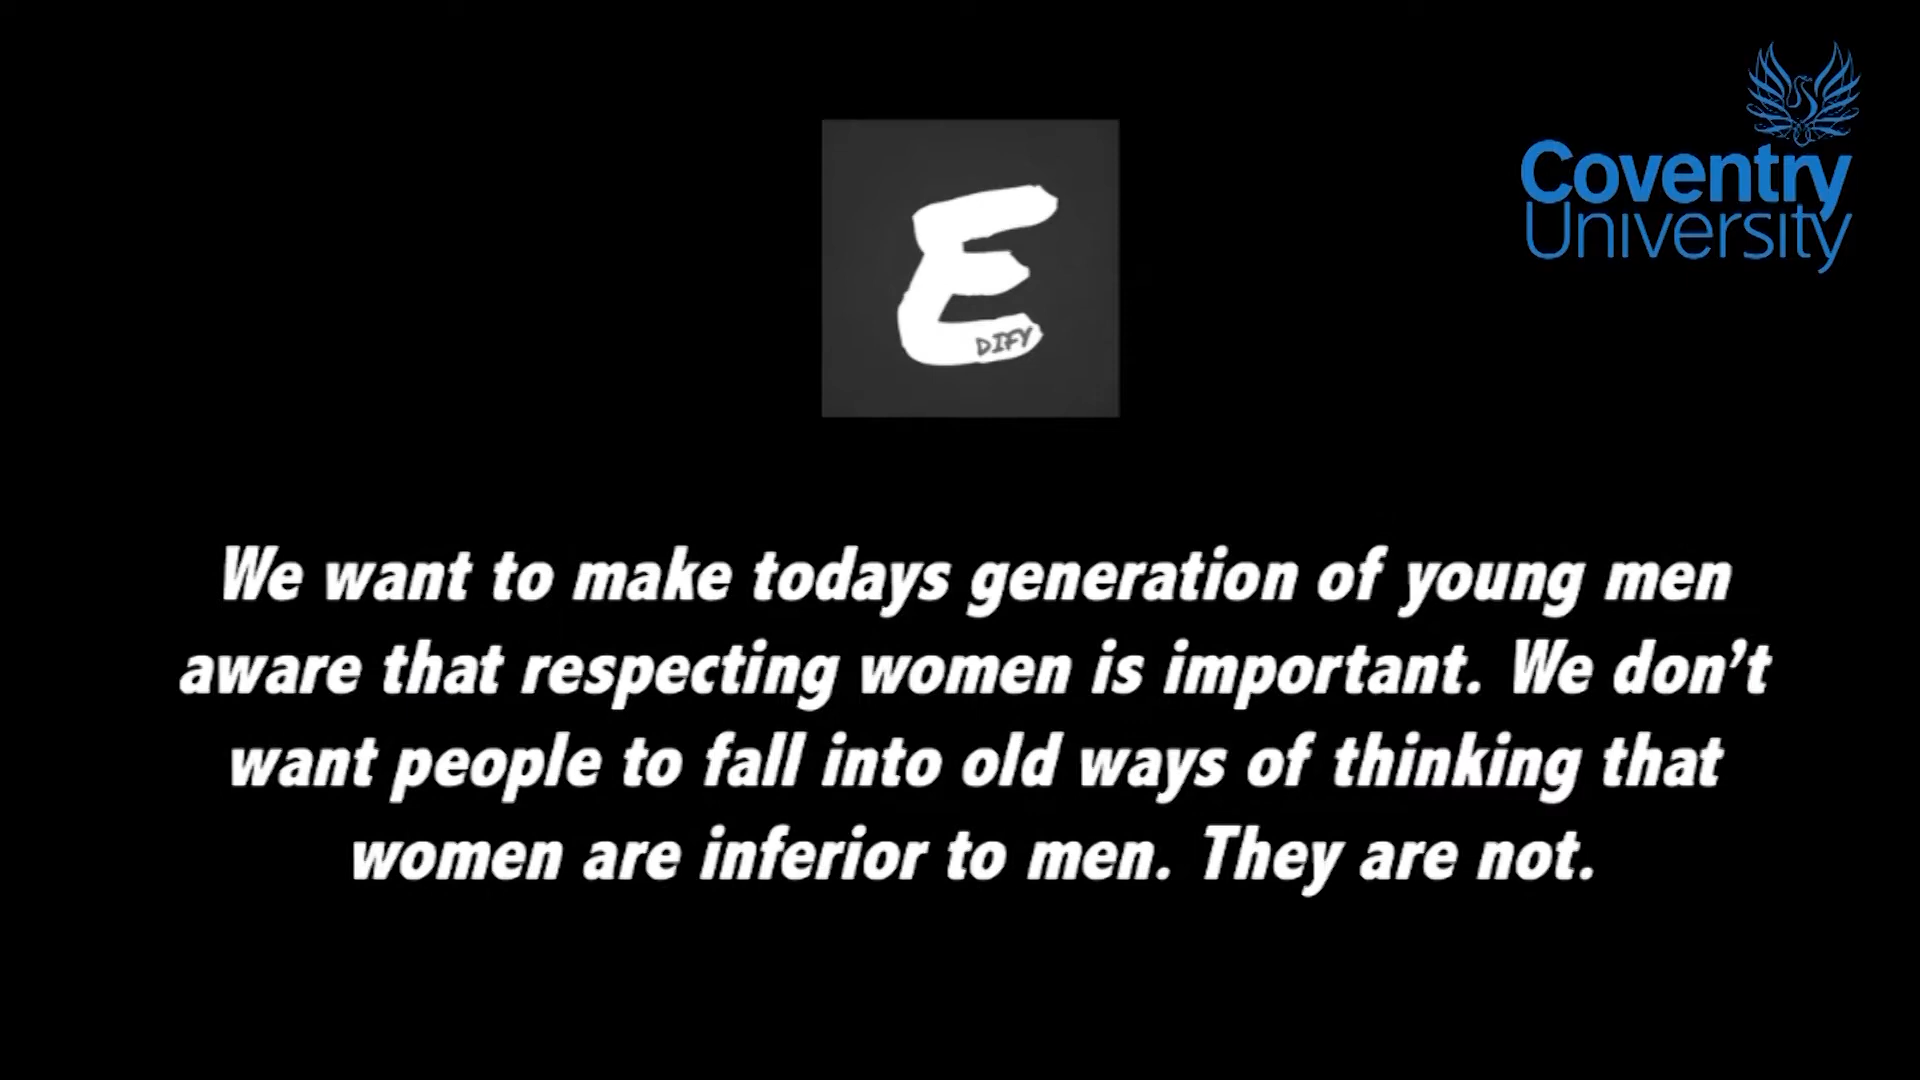 Coventry
University
E
DIFY
We want to make todays generation of young men
aware that respecting women is important. We don’t
want people to fall into old ways of thinking that
women are inferior to men. They are not.